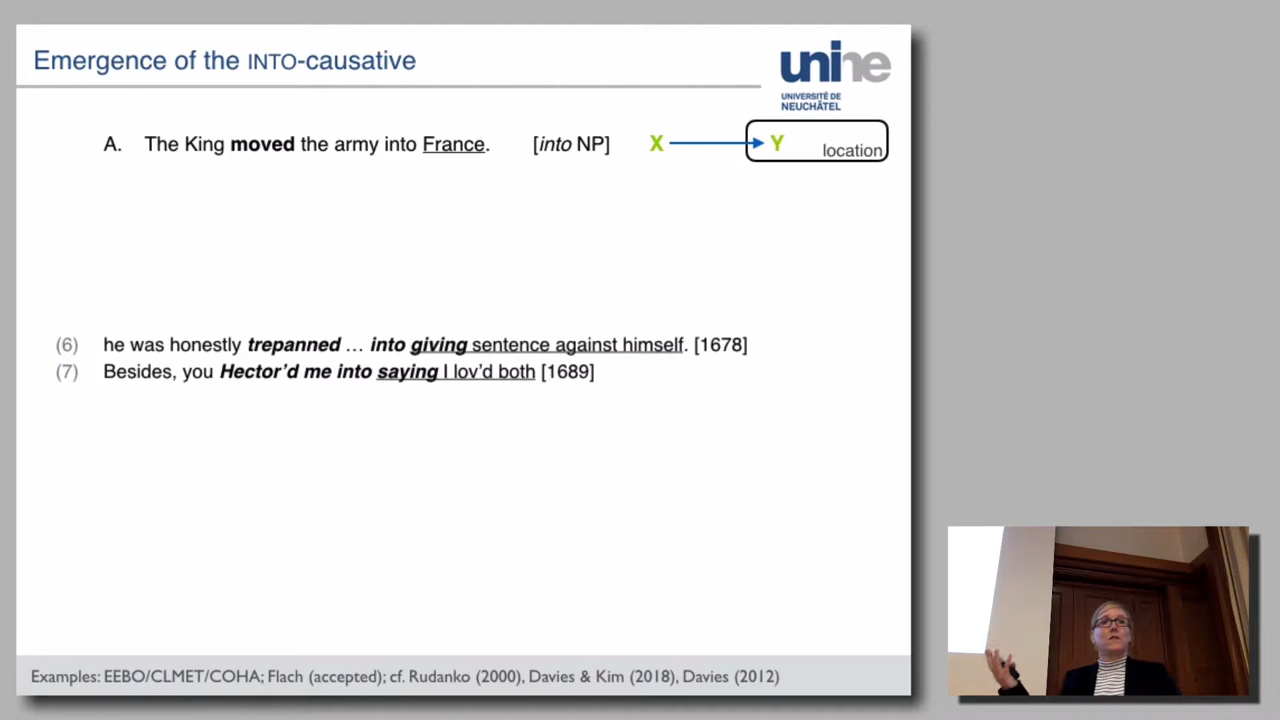 Emergence of the INTO-causative
unine
UNIVERSITÉ DE
NEUCHÂTEL
A. The King moved the army into France. [into NP] X Y location
(6) he was honestly trepanned … into giving sentence against himself. [1678]
(7) Besides, you Hector’d me into saying I lov’d both [1689]
Examples: EEBO/CLMET/COHA; Flach (accepted); cf. Rudanko (2000), Davies & Kim (2018), Davies (2012)